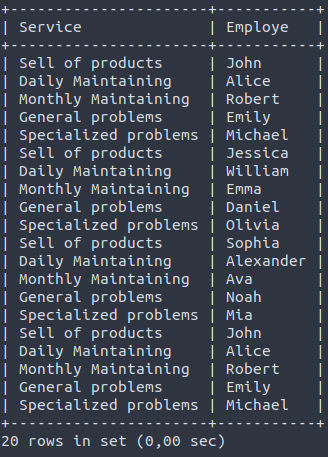 +----------------------+-----------+
| Service              | Employe   |
+----------------------+-----------+
| Sell of products     | John      |
| Daily Maintaining    | Alice     |
| Monthly Maintaining  | Robert    |
| General problems     | Emily     |
| Specialized problems | Michael   |
| Sell of products     | Jessica   |
| Daily Maintaining    | William   |
| Monthly Maintaining  | Emma      |
| General problems     | Daniel    |
| Specialized problems | Olivia    |
| Sell of products     | Sophia    |
| Daily Maintaining    | Alexander |
| Monthly Maintaining  | Ava       |
| General problems     | Noah      |
| Specialized problems | Mia       |
| Sell of products     | John      |
| Daily Maintaining    | Alice     |
| Monthly Maintaining  | Robert    |
| General problems     | Emily     |
| Specialized problems | Michael   |
+----------------------+-----------+
20 rows in set (0,00 sec)